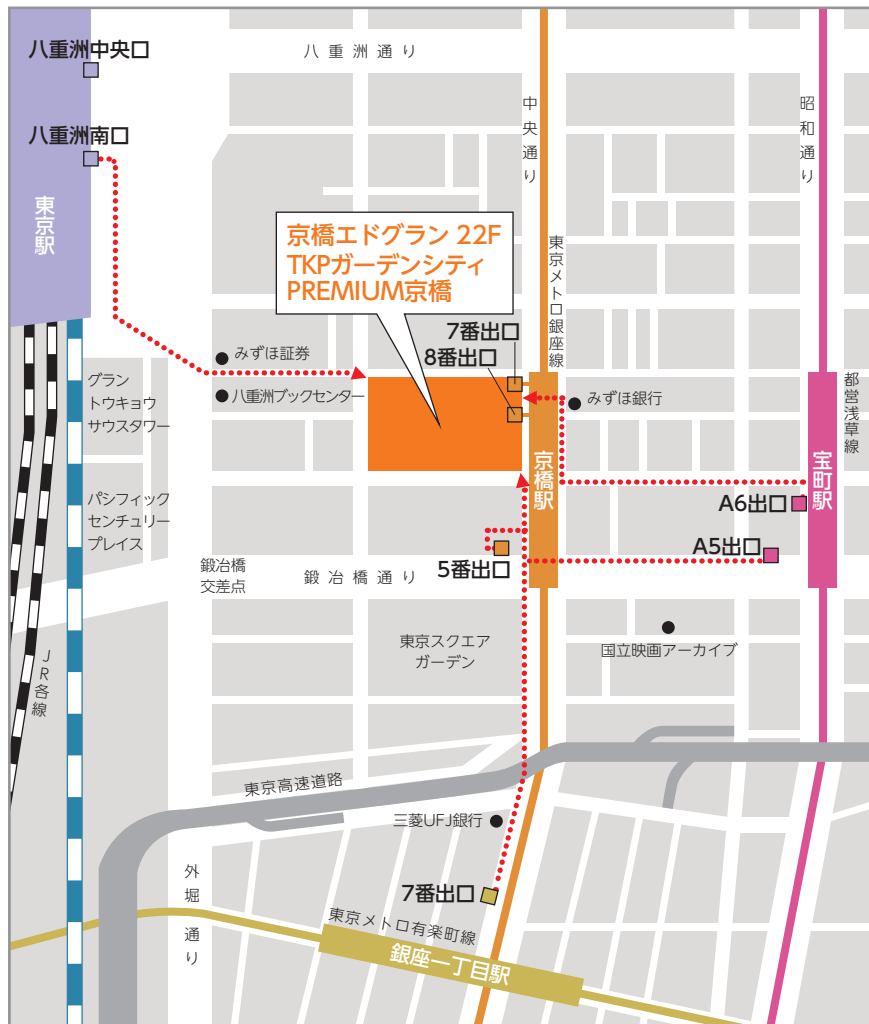 八重洲中央口
八重洲通り
中央通り
昭和通り
八重洲南口
東京駅
京橋エドグラン 22F
TKPガーデンシティ
PREMIUM京橋
東京メトロ銀座線
7番出口
8番出口
みずほ証券
八重洲ブックセンター
みずほ銀行
グラン
トウキョウ
サウスタワー
都営浅草線
京橋駅
宝町駅
A6出口
パシフィック
センチュリー
プレイス
A5出口
5番出口
鍛冶橋
交差点
鍛冶橋通り
東京スクエア
ガーデン
国立映画アーカイブ
JR各線
東京高速道路
三菱UFJ銀行
外堀通り
7番出口
東京メトロ有楽町線
銀座一丁目駅